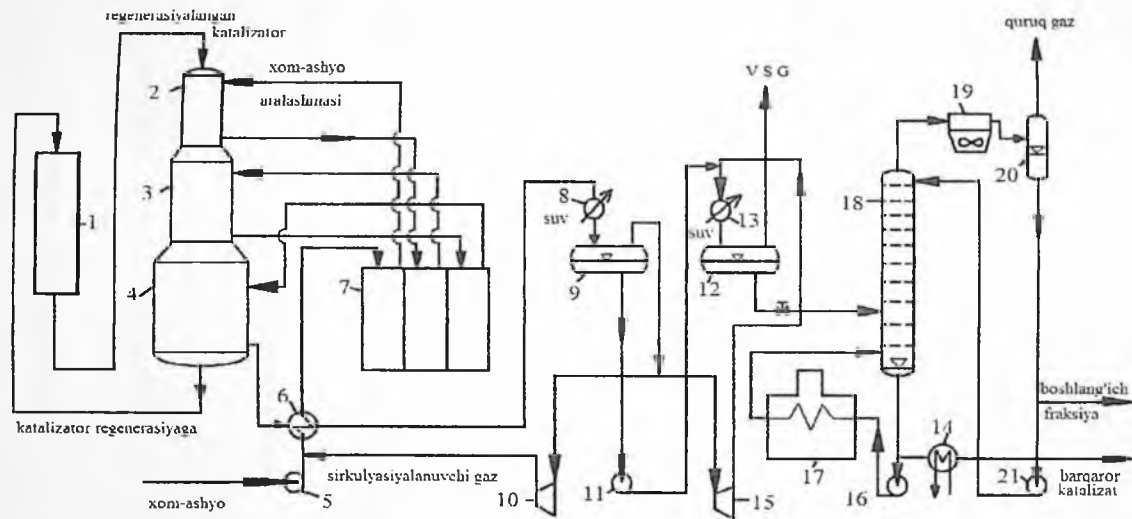 regenerasiyalangan
katalizator
xom-ashyo
aralashmasi
quruq gaz
V S G
19
20
2
3
1
4
7
8
suv
9
13
suv
12
18
6
katalizator regenerasiyaga
sirkulyasiyalanuvchi gaz
xom-ashyo
5
10
11
15
17
16
14
21
boshlang'ich
fraksiya
barqaror
katalizat